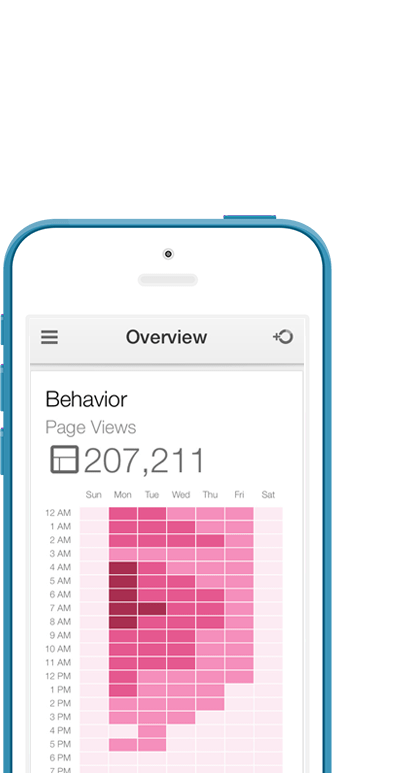 Overview
Behavior
Page Views
207,211
Sun Mon Tue Wed Thu Fri Sat
12 AM
1 AM
2 AM
3 AM
4 AM
5 AM
6 AM
7 AM
8 AM
9 AM
10 AM
11 AM
12 PM
1 PM
2 PM
3 PM
4 PM
5 PM
6 PM
7 PM